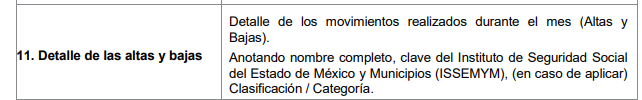 11. Detalle de las altas y bajas
Detalle de los movimientos realizados durante el mes (Altas y
Bajas).
Anotando nombre completo, clave del Instituto de Seguridad Social
del Estado de México y Municipios (ISSEMYM), (en caso de aplicar)
Clasificación / Categoría.